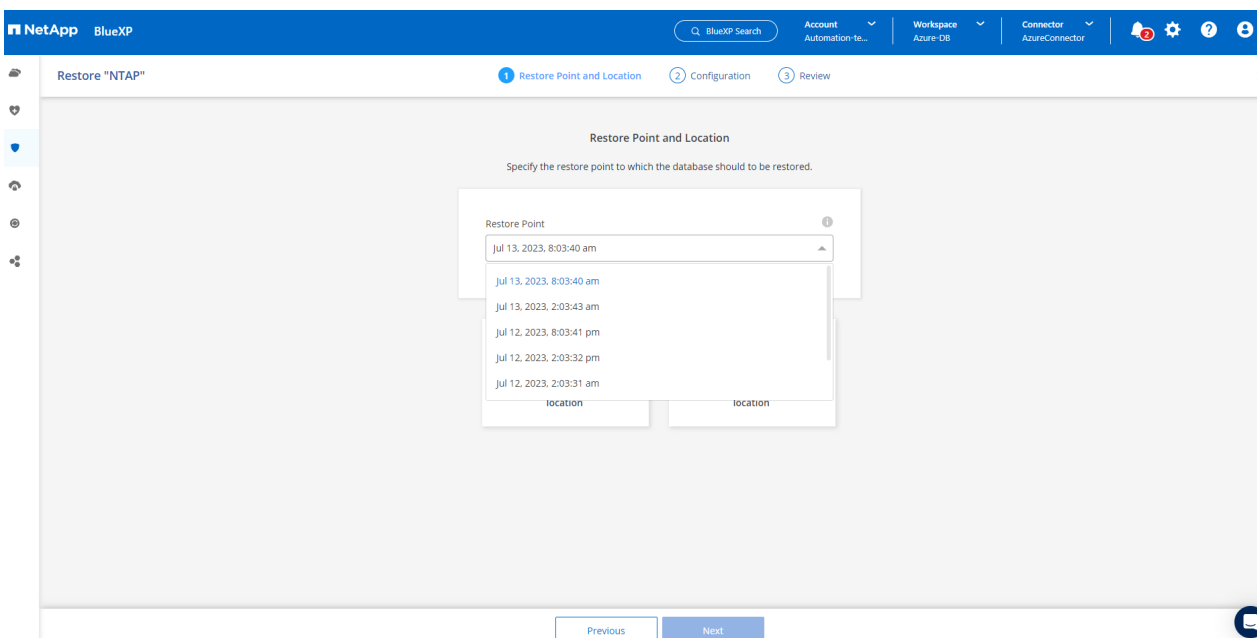 NetApp BlueXP
BlueXP Search
Account
Automation-te...
Workspace
Azure-DB
Connector
AzureConnector
2
Restore "NTAP"
1 Restore Point and Location
2 Configuration
3 Review
Restore Point and Location
Specify the restore point to which the database should to be restored.
Restore Point
Jul 13, 2023, 8:03:40 am
Jul 13, 2023, 8:03:40 am
Jul 13, 2023, 2:03:43 am
Jul 12, 2023, 8:03:41 pm
Jul 12, 2023, 2:03:32 pm
Jul 12, 2023, 2:03:31 am
location
location
Previous
Next